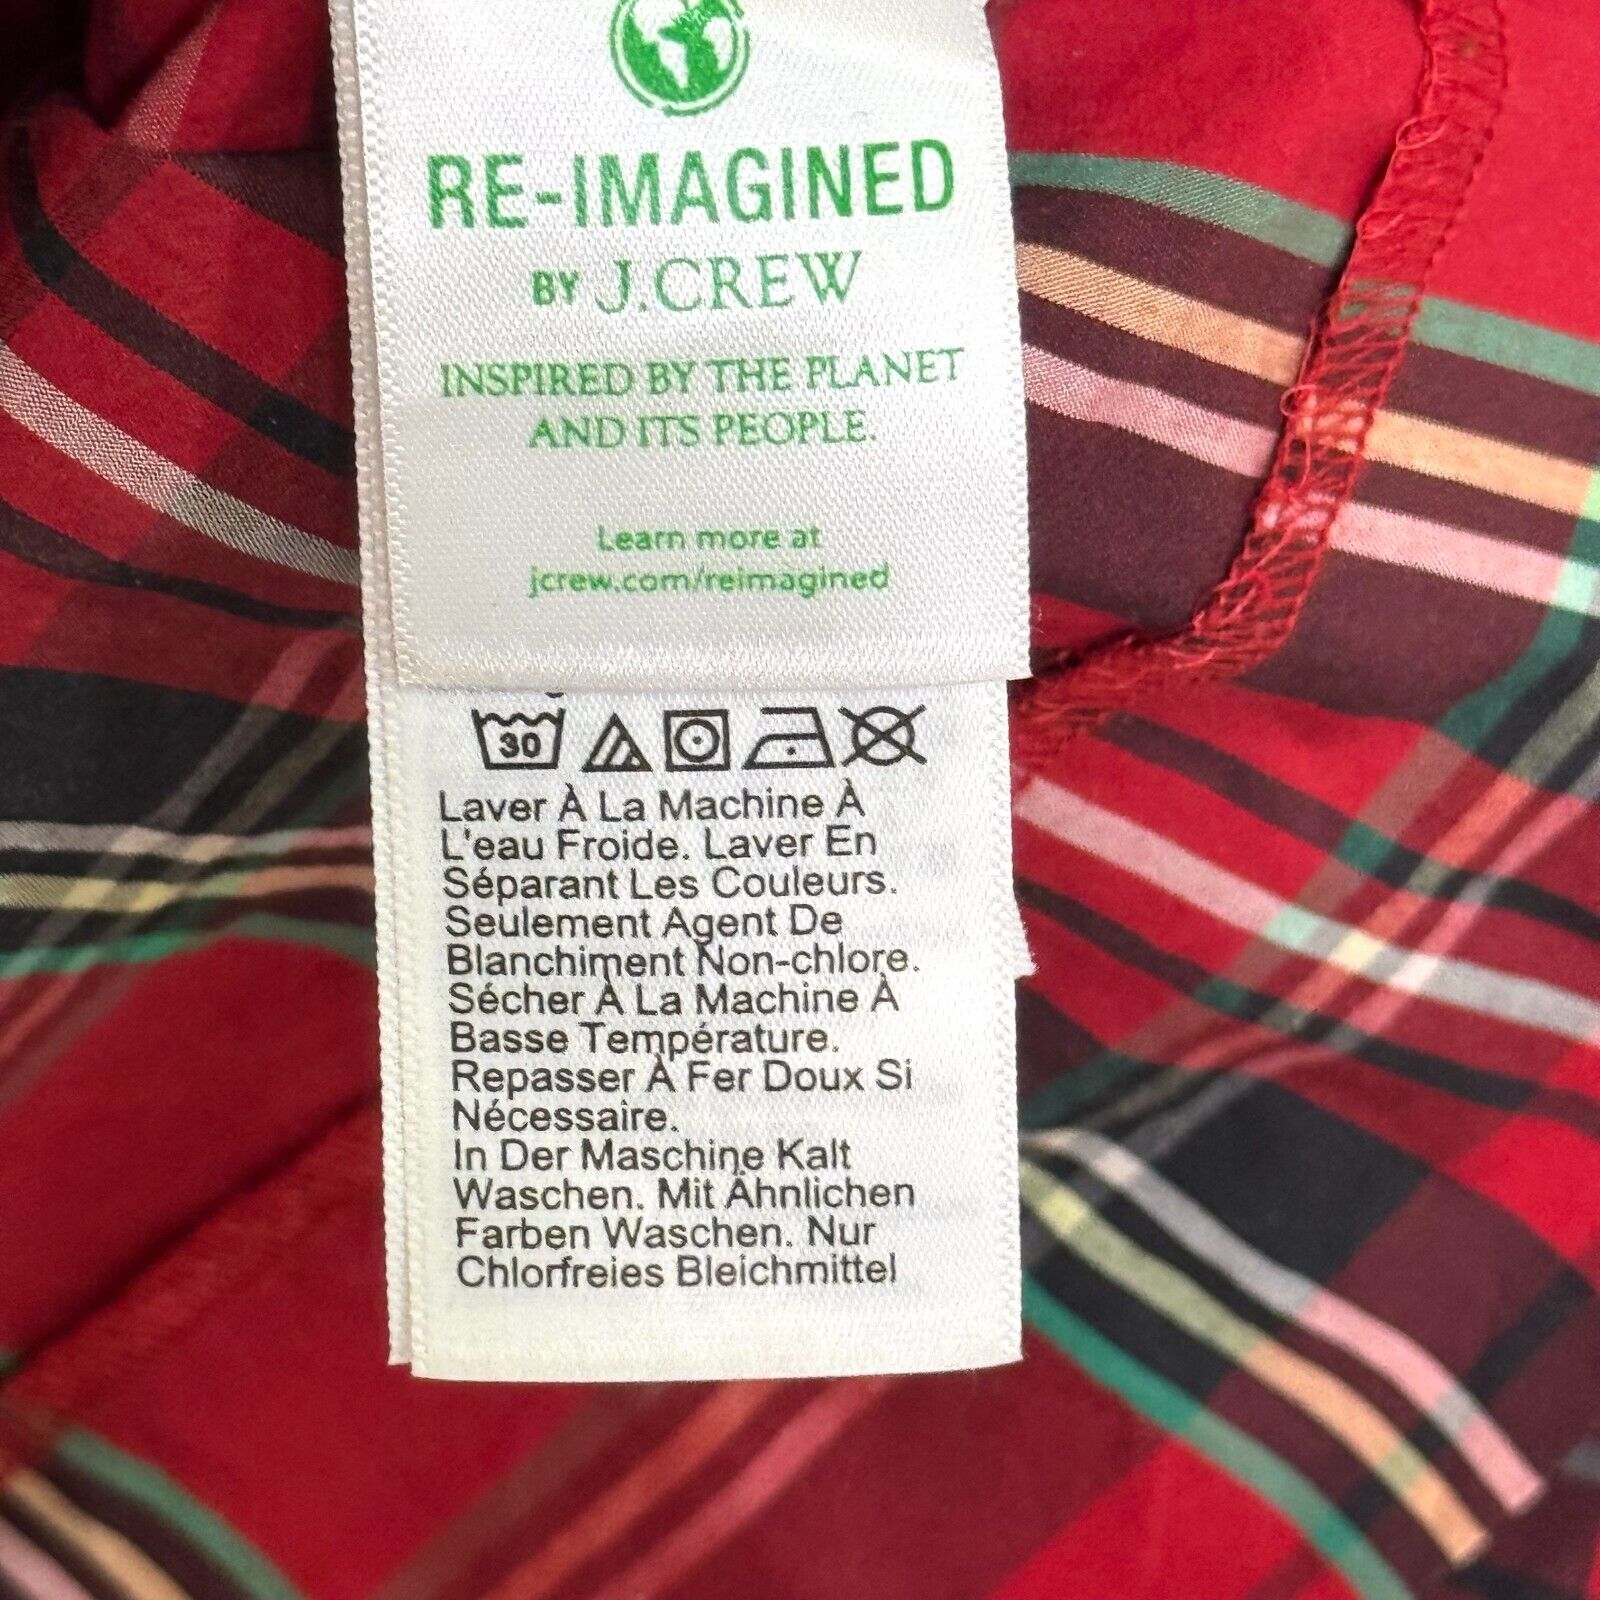 RE-IMAGINED
BY J.CREW
INSPIRED BY THE PLANET
AND ITS PEOPLE.
Learn more at
jcrew.com/reimagined
30
Laver À La Machine À
L'eau Froide. Laver En
Séparant Les Couleurs.
Seulement Agent De
Blanchiment Non-chlore.
Sécher À La Machine À
Basse Température.
Repasser À Fer Doux Si
Nécessaire.
In Der Maschine Kalt
Waschen. Mit Ähnlichen
Farben Waschen. Nur
Chlorfreies Bleichmittel